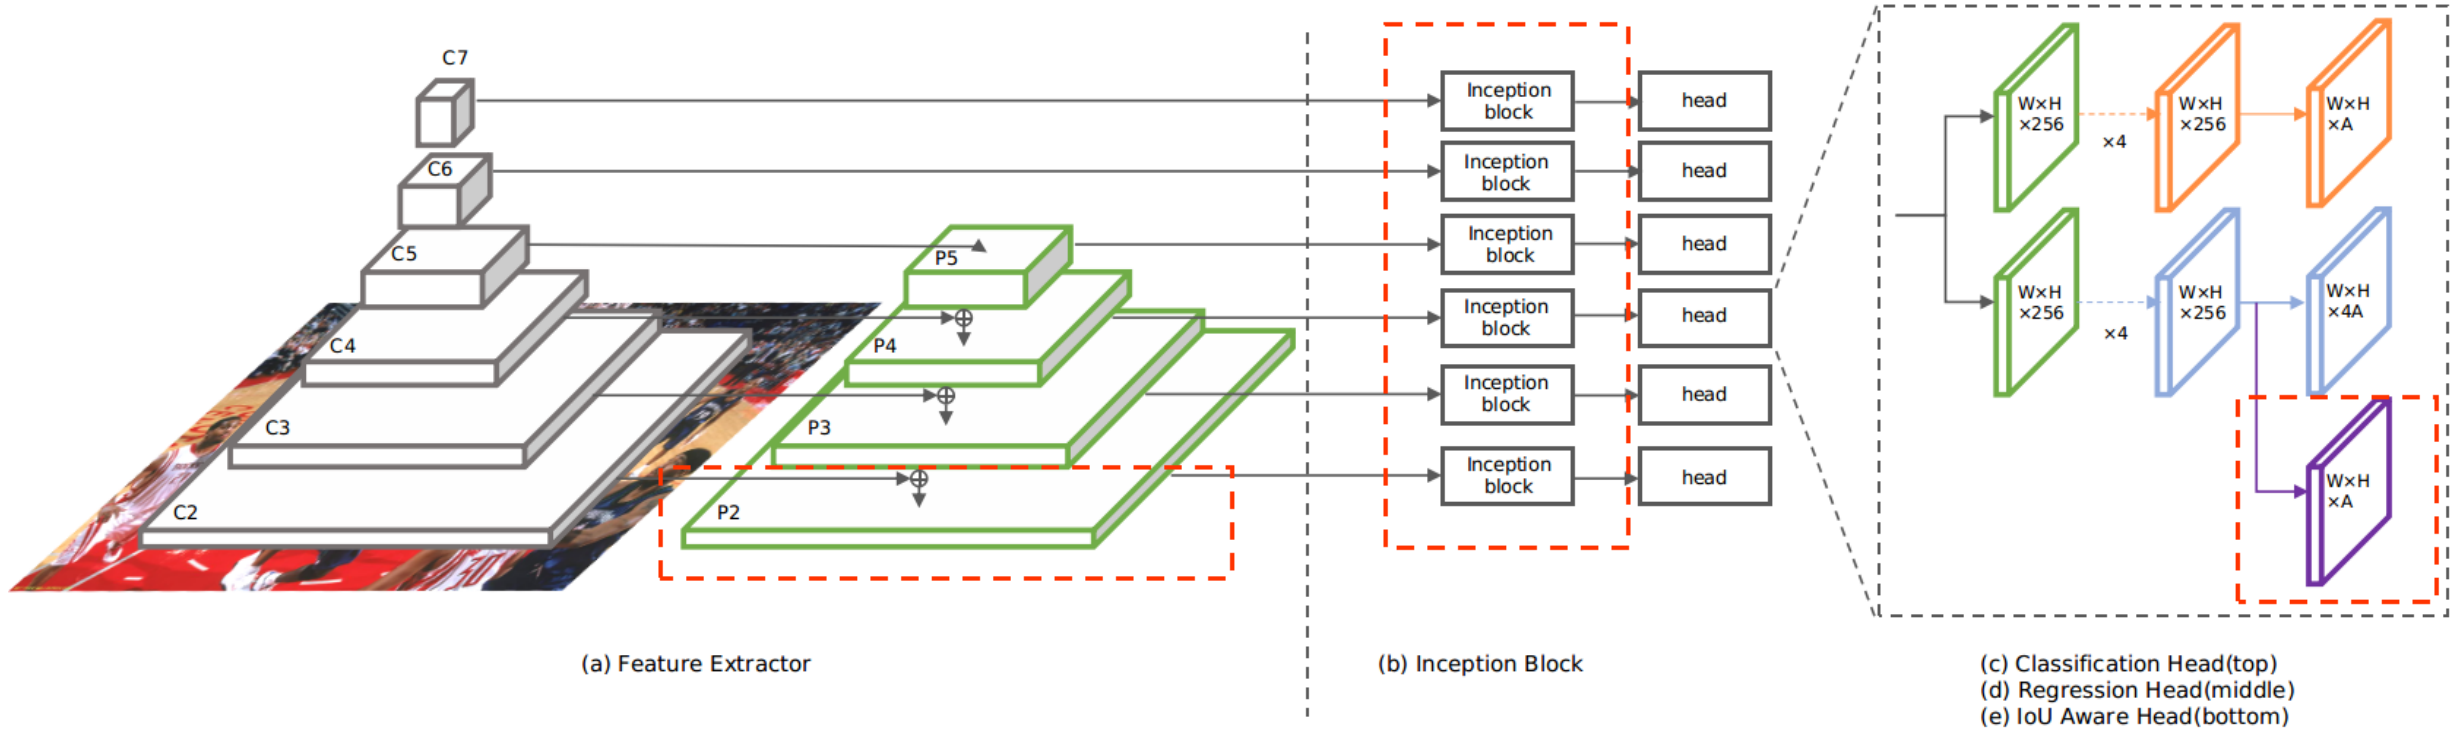 C7
C6
C5
C4
C3
C2
P5
P4
P3
P2
Inception
block
head
Inception
block
head
Inception
block
head
Inception
block
head
Inception
block
head
Inception
block
head
W×H
×256
×4
W×H
×256
W×H
×A
W×H
×256
×4
W×H
×256
W×H
×4A
W×H
×A
(a) Feature Extractor
(b) Inception Block
(c) Classification Head(top)
(d) Regression Head(middle)
(e) IoU Aware Head(bottom)